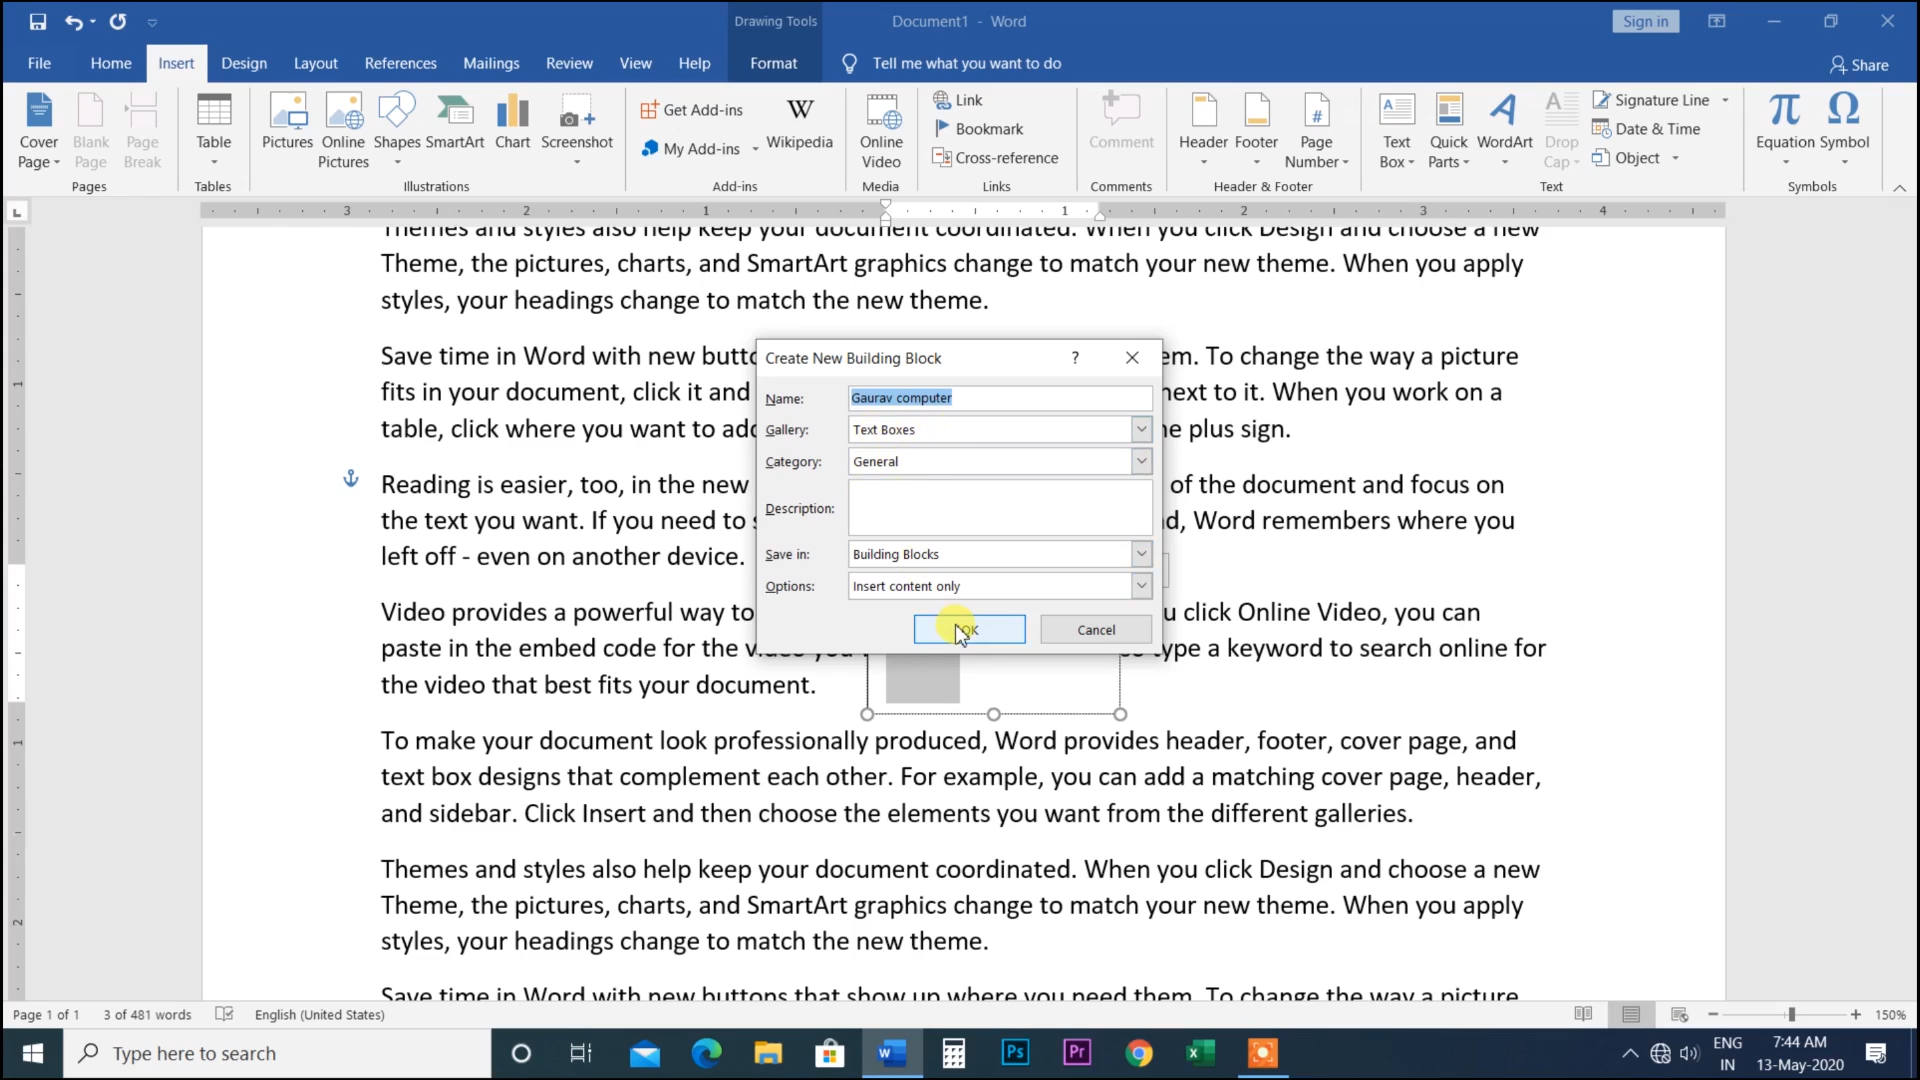 Drawing Tools
Document1 - Word
Sign in
File Home Insert Design Layout References Mailings Review View Help Format Tell me what you want to do Share
Cover Page
Blank Page
Page Break
Pages
Table
Tables
Pictures
Online Pictures
Shapes
SmartArt
Chart
Screenshot
Illustrations
Get Add-ins
My Add-ins
Wikipedia
Add-ins
Online Video
Media
Link
Bookmark
Cross-reference
Links
Comment
Comments
Header
Footer
Page Number
Header & Footer
Text Box
Quick Parts
WordArt
Drop Cap
Signature Line
Date & Time
Object
Text
Equation
Symbol
Symbols
3 2 1 1 2 3 4
Themes and styles also help keep your document coordinated. When you click Design and choose a new
Theme, the pictures, charts, and SmartArt graphics change to match your new theme. When you apply
styles, your headings change to match the new theme.
Save time in Word with new butto em. To change the way a picture
fits in your document, click it and next to it. When you work on a
table, click where you want to add e plus sign.
Reading is easier, too, in the new of the document and focus on
the text you want. If you need to d, Word remembers where you
left off - even on another device.
Video provides a powerful way to u click Online Video, you can
paste in the embed code for the video you type a keyword to search online for
the video that best fits your document.
To make your document look professionally produced, Word provides header, footer, cover page, and
text box designs that complement each other. For example, you can add a matching cover page, header,
and sidebar. Click Insert and then choose the elements you want from the different galleries.
Themes and styles also help keep your document coordinated. When you click Design and choose a new
Theme, the pictures, charts, and SmartArt graphics change to match your new theme. When you apply
styles, your headings change to match the new theme.
Save time in Word with new buttons that show up where you need them. To change the way a picture
Create New Building Block ?
Name: Gaurav computer
Gallery: Text Boxes
Category: General
Description:
Save in: Building Blocks
Options: Insert content only
OK Cancel
1
1
2
Page 1 of 1 3 of 481 words English (United States) 150%
Type here to search
Ps
Pr
ENG
IN
7:44 AM
13-May-2020